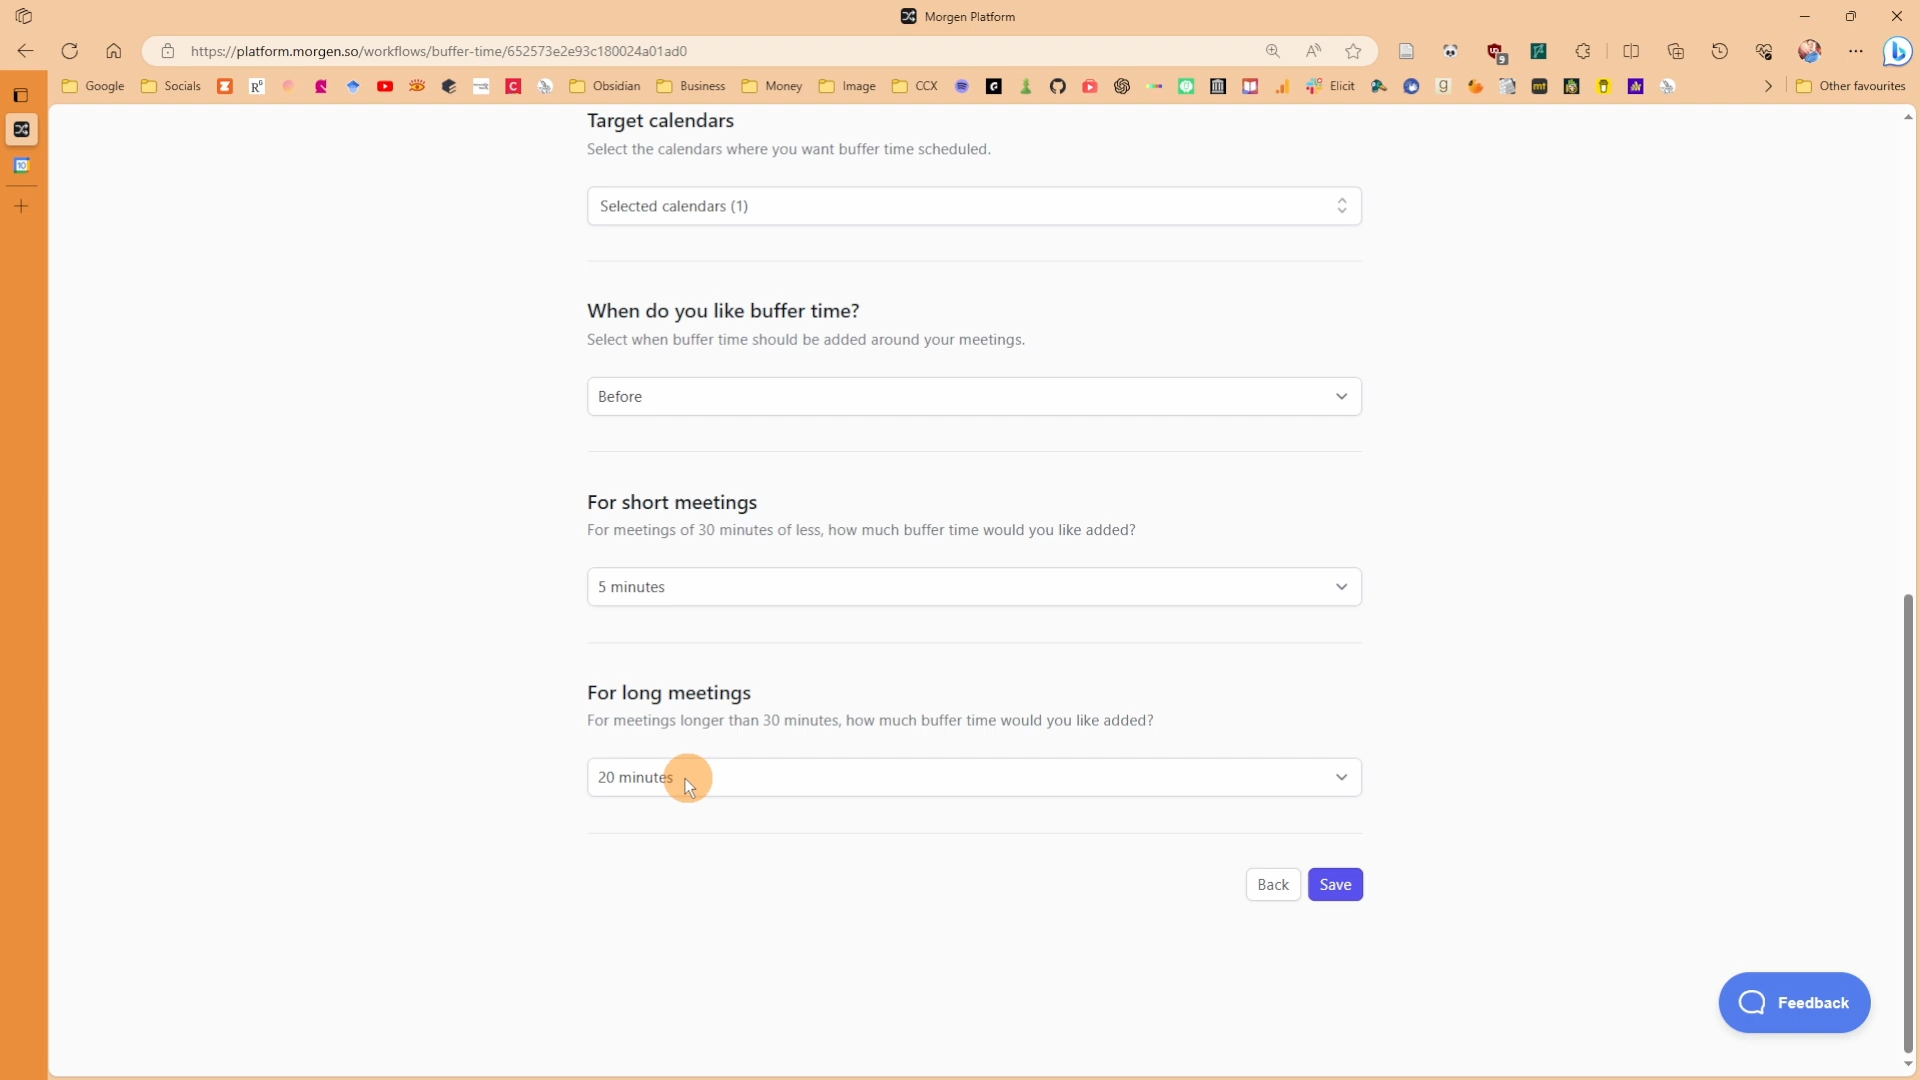 Morgen Platform
https://platform.morgen.so/workflows/buffer-time/652573e2e93c180024a01ad0
9
Google
Socials
Obsidian
Business
Money
Image
CCX
Elicit
Other favourites
Target calendars
Select the calendars where you want buffer time scheduled.
Selected calendars (1)
When do you like buffer time?
Select when buffer time should be added around your meetings.
Before
For short meetings
For meetings of 30 minutes of less, how much buffer time would you like added?
5 minutes
For long meetings
For meetings longer than 30 minutes, how much buffer time would you like added?
20 minutes
Back
Save
Feedback